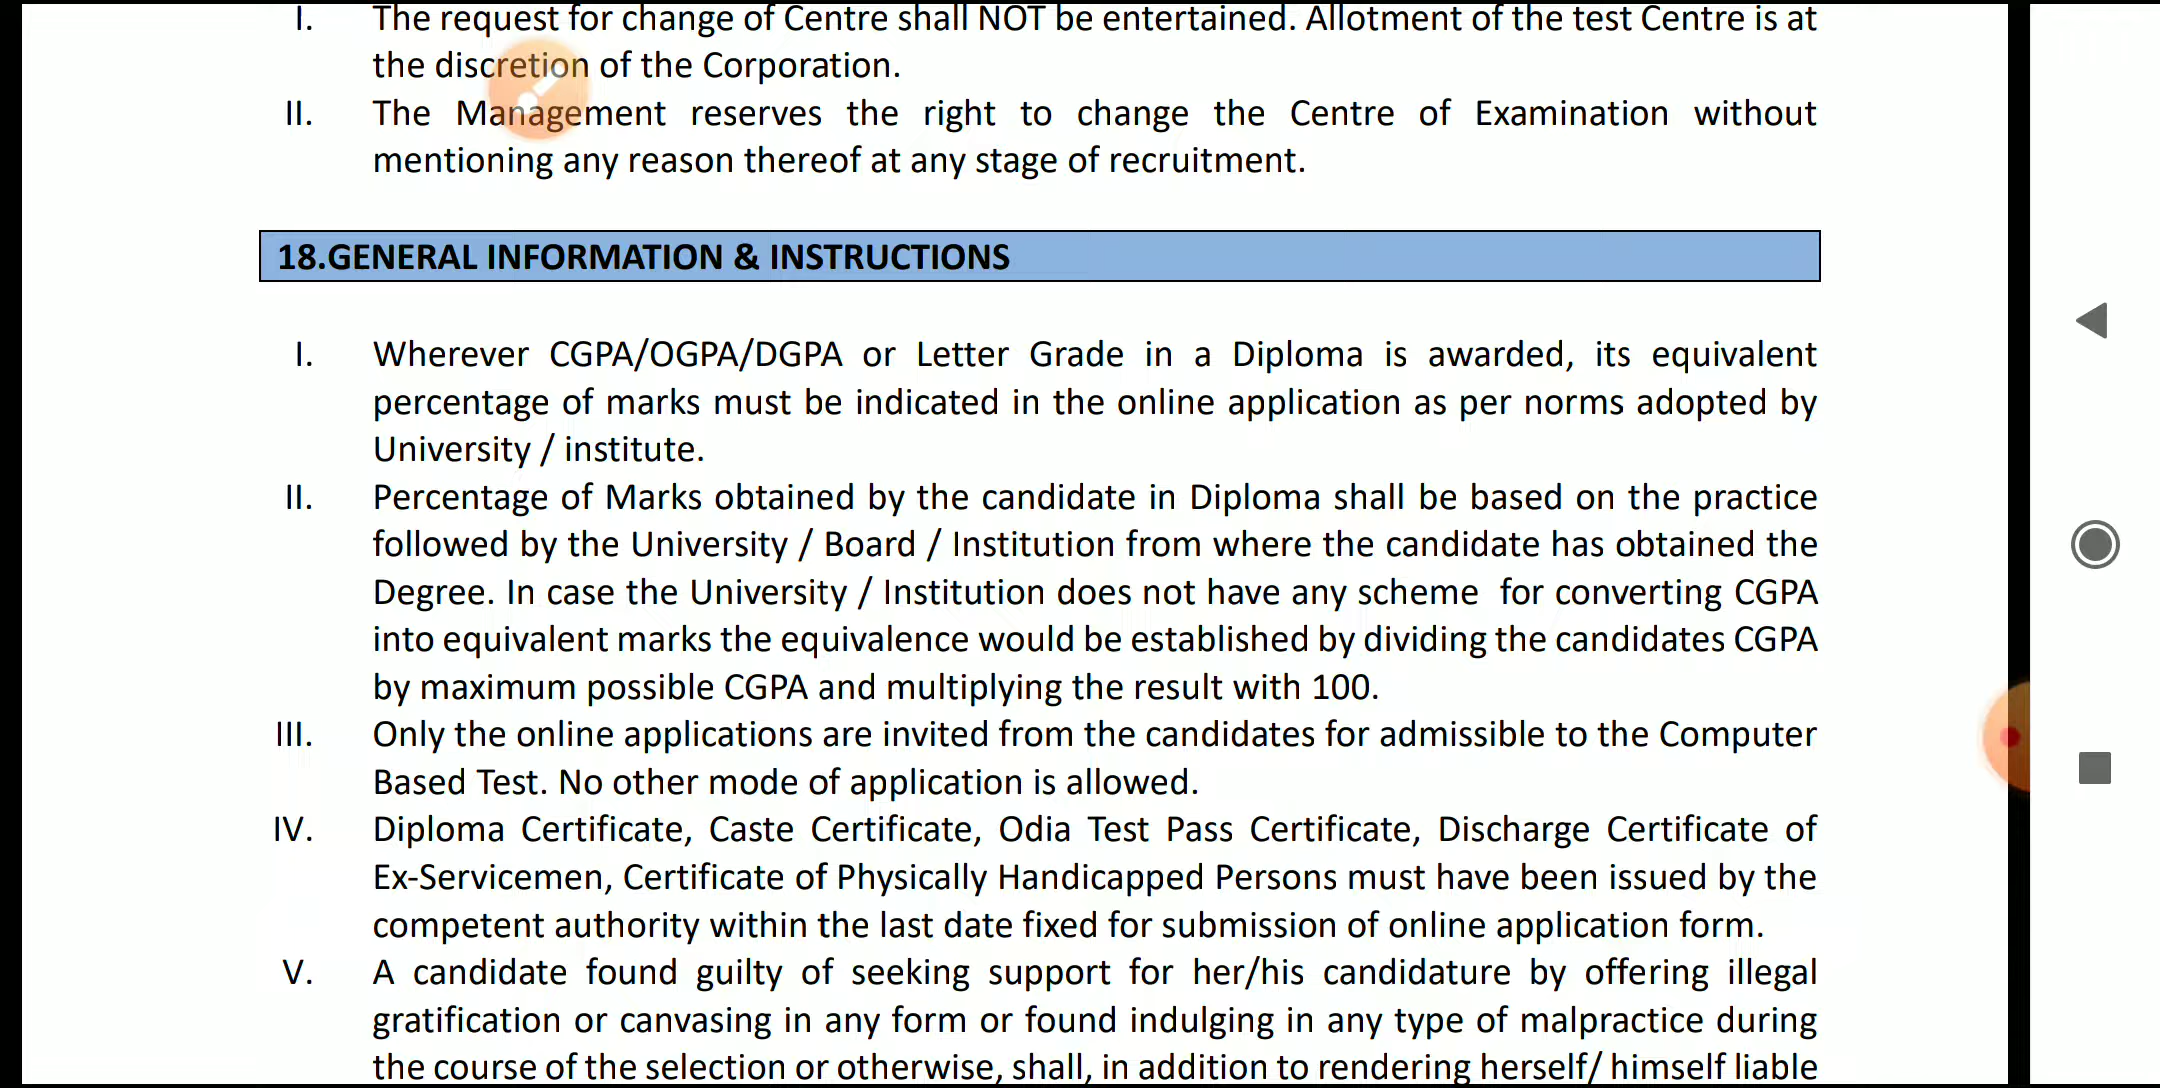 I. The request for change of Centre shall NOT be entertained. Allotment of the test Centre is at
the discretion of the Corporation.
II. The Management reserves the right to change the Centre of Examination without
mentioning any reason thereof at any stage of recruitment.
18.GENERAL INFORMATION & INSTRUCTIONS
I. Wherever CGPA/OGPA/DGPA or Letter Grade in a Diploma is awarded, its equivalent
percentage of marks must be indicated in the online application as per norms adopted by
University / institute.
II. Percentage of Marks obtained by the candidate in Diploma shall be based on the practice
followed by the University / Board / Institution from where the candidate has obtained the
Degree. In case the University / Institution does not have any scheme for converting CGPA
into equivalent marks the equivalence would be established by dividing the candidates CGPA
by maximum possible CGPA and multiplying the result with 100.
III. Only the online applications are invited from the candidates for admissible to the Computer
Based Test. No other mode of application is allowed.
IV. Diploma Certificate, Caste Certificate, Odia Test Pass Certificate, Discharge Certificate of
Ex-Servicemen, Certificate of Physically Handicapped Persons must have been issued by the
competent authority within the last date fixed for submission of online application form.
V. A candidate found guilty of seeking support for her/his candidature by offering illegal
gratification or canvasing in any form or found indulging in any type of malpractice during
the course of the selection or otherwise, shall, in addition to rendering herself/ himself liable